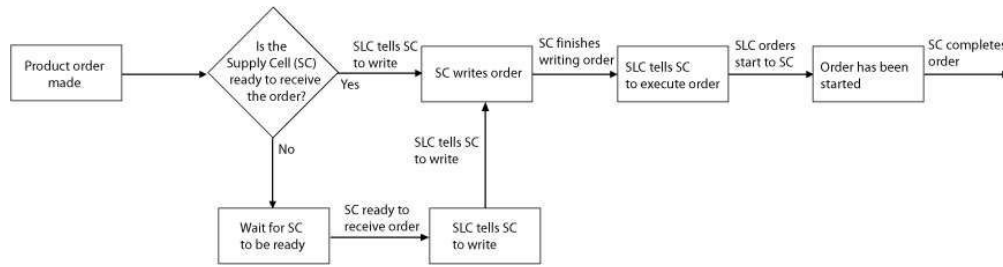 Product order
made
Is the
Supply Cell (SC)
ready to receive
the order?
SLC tells SC
to write
Yes
SC writes order
SC finishes
writing order
SLC tells SC
to execute order
SLC orders
start to SC
Order has been
started
SC completes
order
No
Wait for SC
to be ready
SC ready to
receive order
SLC tells SC
to write
SLC tells SC
to write